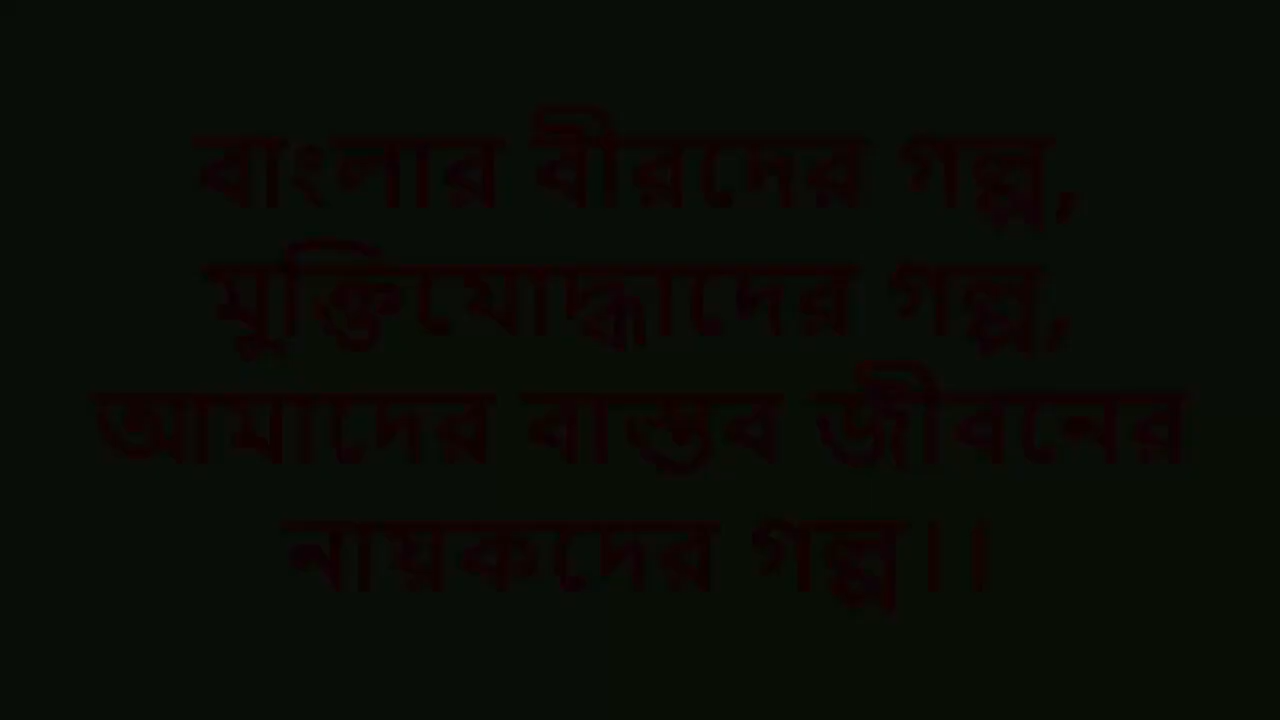 বাংলার বীরদের গল্প,
মুক্তিযোদ্ধাদের গল্প,
আমাদের বাস্তব জীবনের
নায়কদের গল্প।।